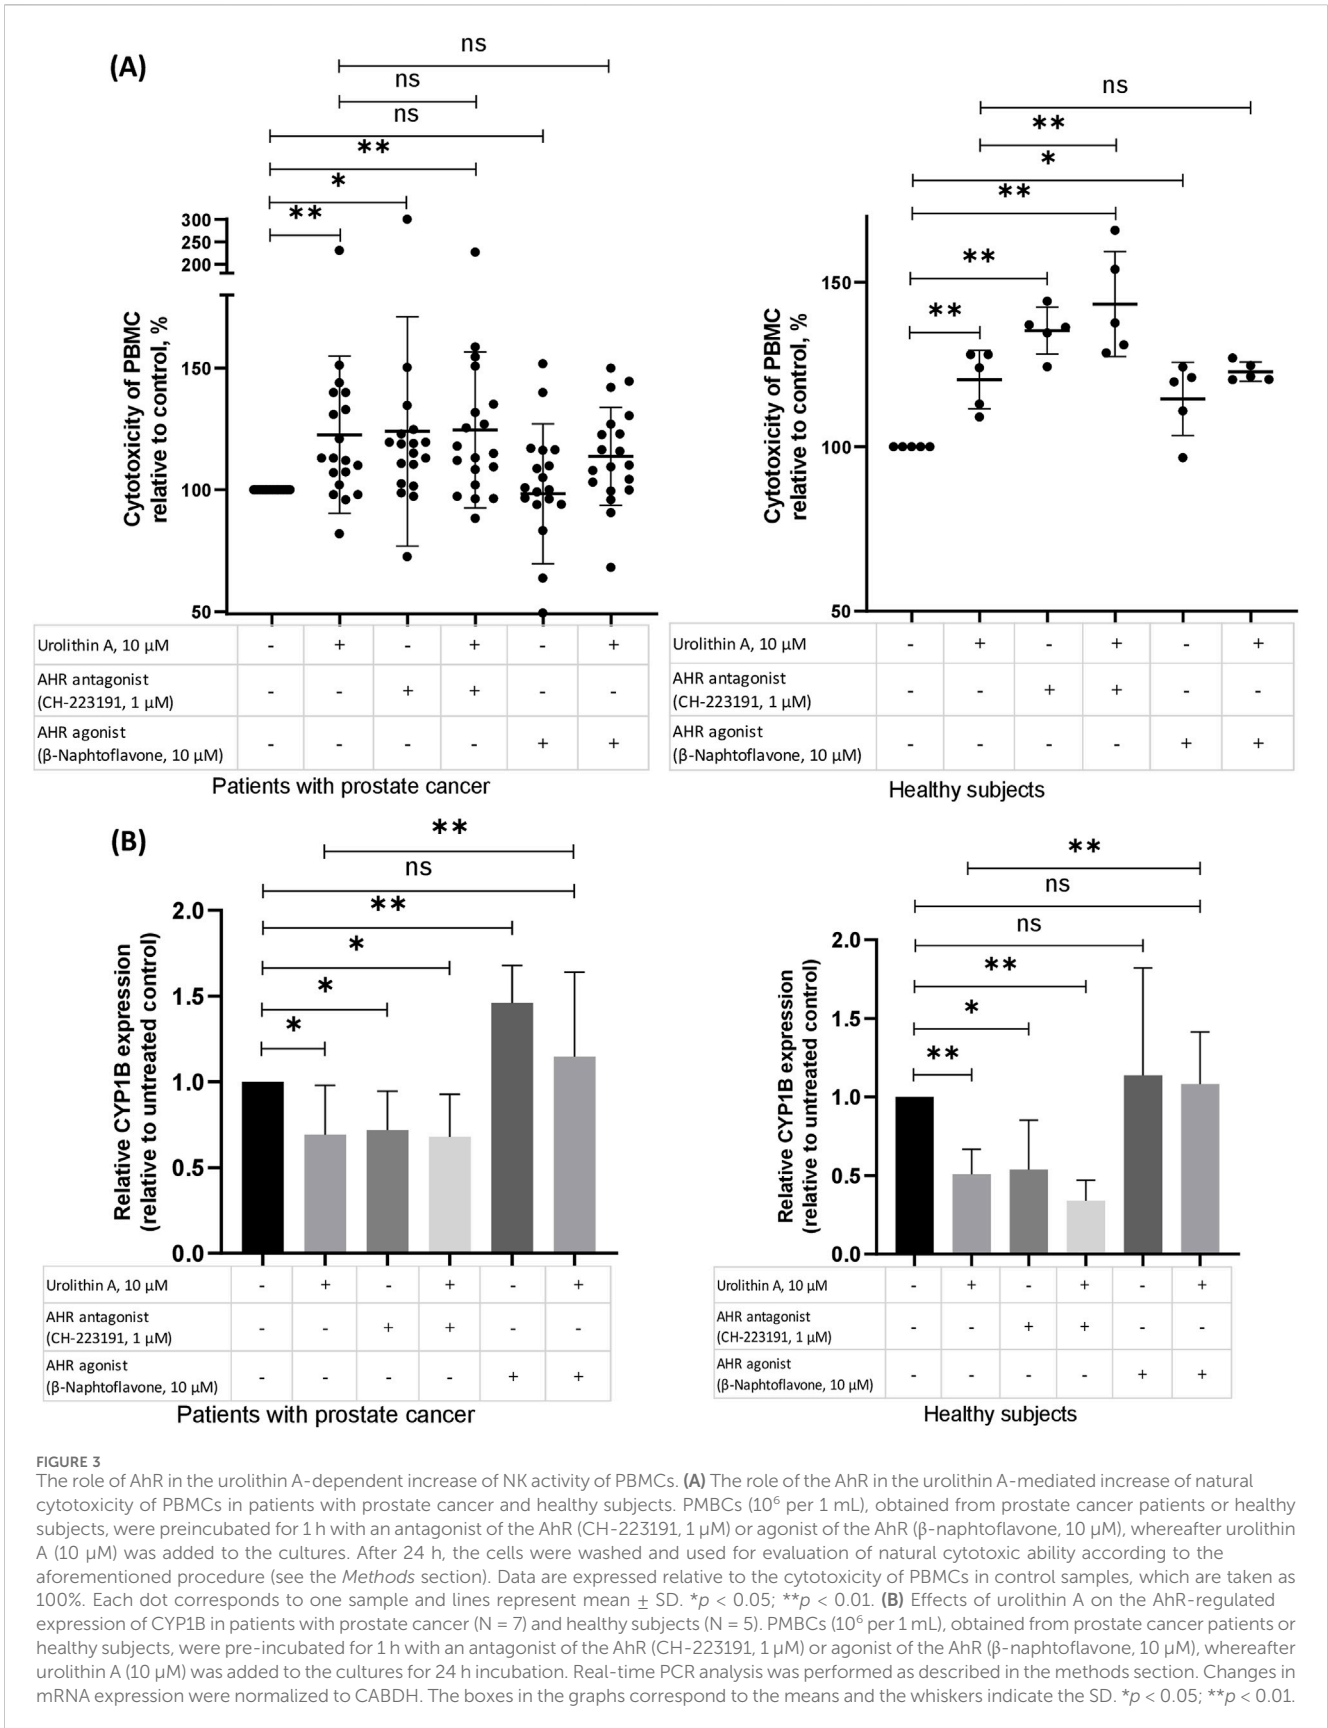 (A)
ns
ns
ns
**
*
**
300
250
200
150
100
50
Cytotoxicity of PBMC
relative to control, %
Urolithin A, 10 µM - + - + - +
AHR antagonist
(CH-223191, 1 µM) - - + + - -
AHR agonist
(β-Naphtoflavone, 10 µM) - - - - + +
Patients with prostate cancer
ns
**
*
**
**
**
150
100
50
Cytotoxicity of PBMC
relative to control, %
Urolithin A, 10 µM - + - + - +
AHR antagonist
(CH-223191, 1 µM) - - + + - -
AHR agonist
(β-Naphtoflavone, 10 µM) - - - - + +
Healthy subjects
(B)
**
ns
**
*
*
*
2.0
1.5
1.0
0.5
0.0
Relative CYP1B expression
(relative to untreated control)
Urolithin A, 10 µM - + - + - +
AHR antagonist
(CH-223191, 1 µM) - - + + - -
AHR agonist
(β-Naphtoflavone, 10 µM) - - - - + +
Patients with prostate cancer
**
ns
ns
**
*
**
2.0
1.5
1.0
0.5
0.0
Relative CYP1B expression
(relative to untreated control)
Urolithin A, 10 µM - + - + - +
AHR antagonist
(CH-223191, 1 µM) - - + + - -
AHR agonist
(β-Naphtoflavone, 10 µM) - - - - + +
Healthy subjects
FIGURE 3
The role of AhR in the urolithin A-dependent increase of NK activity of PBMCs. (A) The role of the AhR in the urolithin A-mediated increase of natural
cytotoxicity of PBMCs in patients with prostate cancer and healthy subjects. PMBCs (10⁶ per 1 mL), obtained from prostate cancer patients or healthy
subjects, were preincubated for 1 h with an antagonist of the AhR (CH-223191, 1 µM) or agonist of the AhR (β-naphtoflavone, 10 µM), whereafter urolithin
A (10 µM) was added to the cultures. After 24 h, the cells were washed and used for evaluation of natural cytotoxic ability according to the
aforementioned procedure (see the Methods section). Data are expressed relative to the cytotoxicity of PBMCs in control samples, which are taken as
100%. Each dot corresponds to one sample and lines represent mean ± SD. *p < 0.05; **p < 0.01. (B) Effects of urolithin A on the AhR-regulated
expression of CYP1B in patients with prostate cancer (N = 7) and healthy subjects (N = 5). PMBCs (10⁶ per 1 mL), obtained from prostate cancer patients or
healthy subjects, were pre-incubated for 1 h with an antagonist of the AhR (CH-223191, 1 µM) or agonist of the AhR (β-naphtoflavone, 10 µM), whereafter
urolithin A (10 µM) was added to the cultures for 24 h incubation. Real-time PCR analysis was performed as described in the methods section. Changes in
mRNA expression were normalized to CABDH. The boxes in the graphs correspond to the means and the whiskers indicate the SD. *p < 0.05; **p < 0.01.